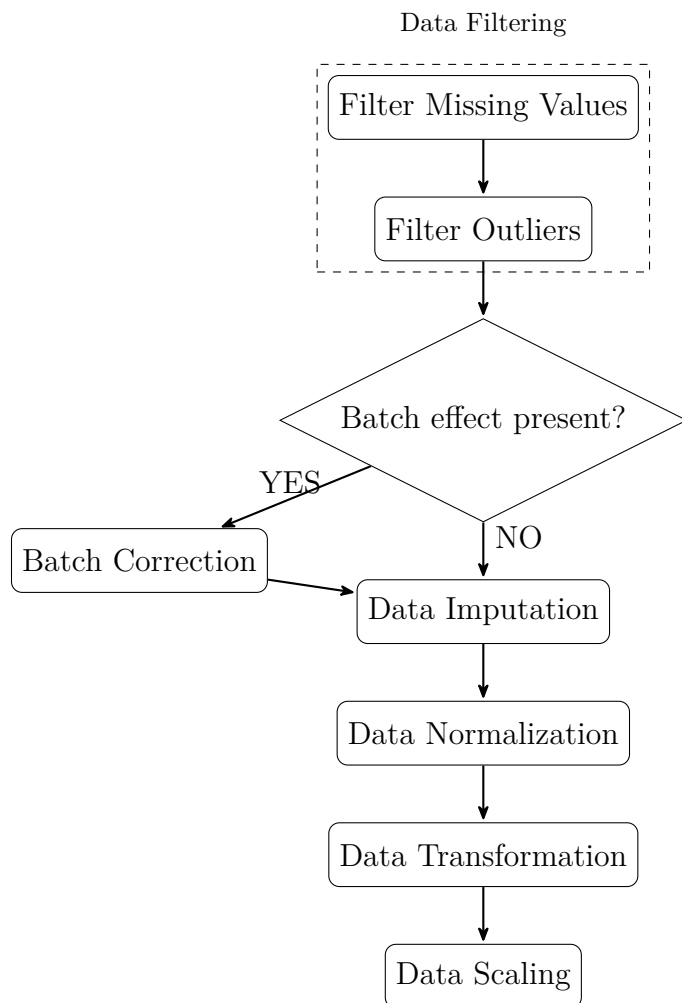 Data Filtering
Filter Missing Values
Filter Outliers
Batch effect present?
YES
NO
Batch Correction
Data Imputation
Data Normalization
Data Transformation
Data Scaling